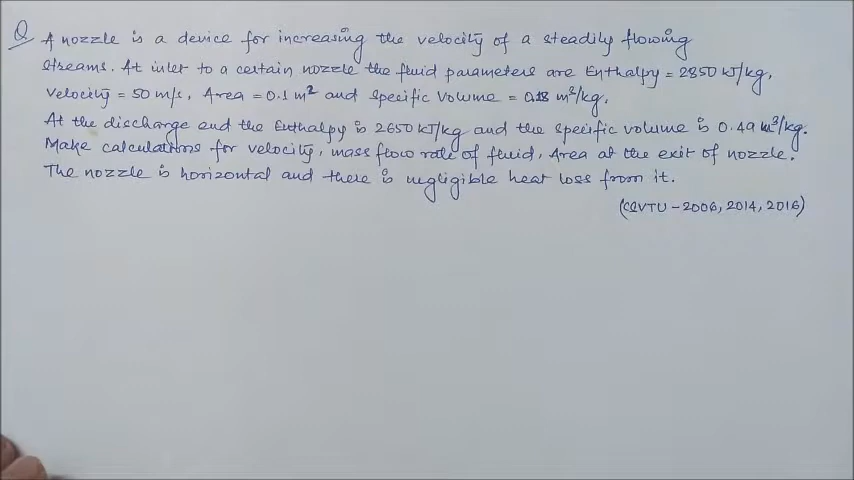 Q A nozzle is a device for increasing the velocity of a steadily flowing
streams. At inlet to a certain nozzle the fluid parameters are Enthalpy = 2850 kJ/kg,
velocity = 50 m/s, Area = 0.1 m² and specific volume = 0.18 m³/kg.
At the discharge end the Enthalpy is 2650 kJ/kg and the specific volume is 0.49 m³/kg.
Make calculations for velocity, mass flow rate of fluid, Area at the exit of nozzle.
The nozzle is horizontal and there is negligible heat loss from it.
(CSVTU - 2006, 2014, 2016)